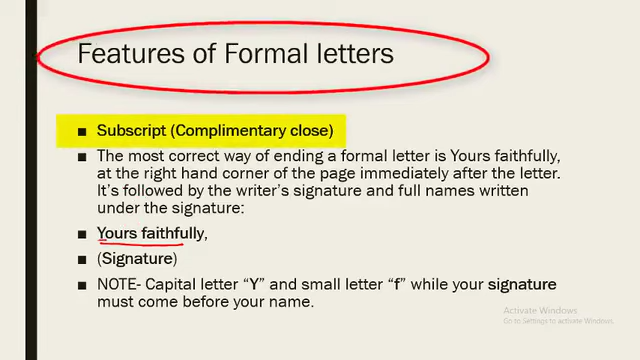 Features of Formal letters
■ Subscript (Complimentary close)
■ The most correct way of ending a formal letter is Yours faithfully,
at the right hand corner of the page immediately after the letter.
It's followed by the writer's signature and full names written
under the signature:
■ Yours faithfully,
■ (Signature)
■ NOTE- Capital letter “Y” and small letter “f” while your signature
must come before your name.
Activate Windows
Go to Settings to activate Windows.